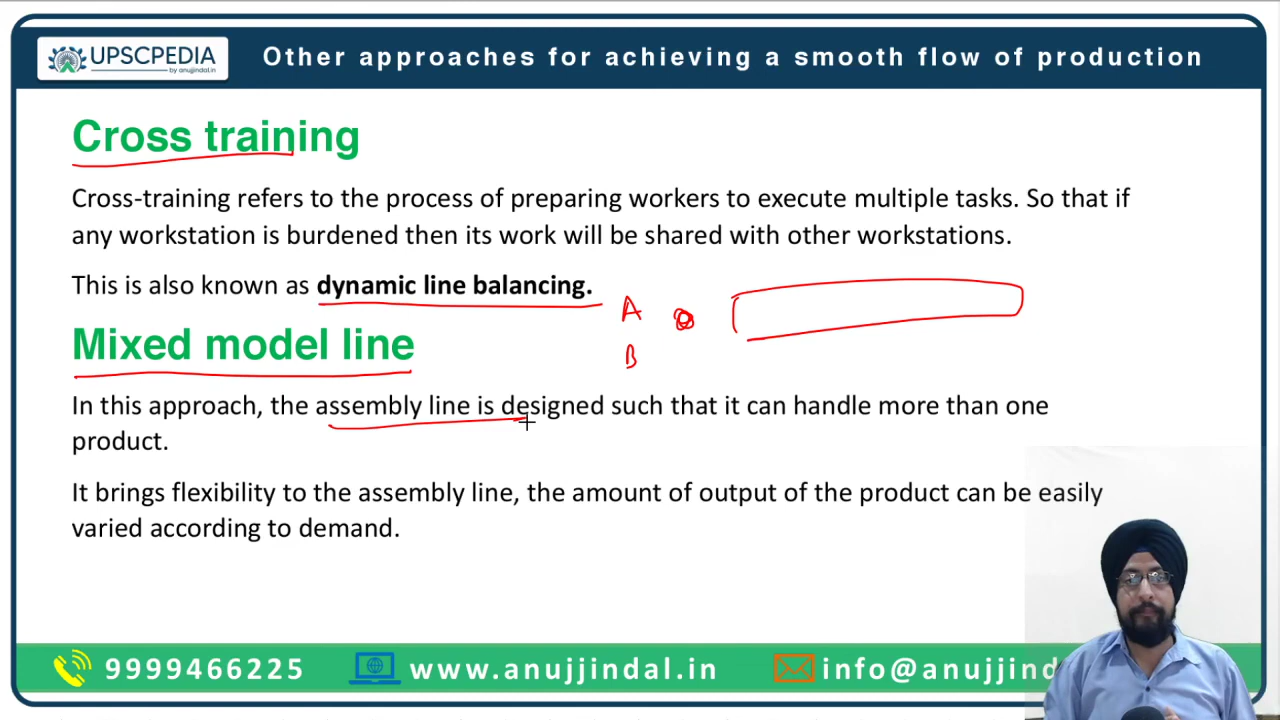 UPSCPEDIA
by anujjindal.in
Other approaches for achieving a smooth flow of production
Cross training
Cross-training refers to the process of preparing workers to execute multiple tasks. So that if
any workstation is burdened then its work will be shared with other workstations.
This is also known as dynamic line balancing.
A
B
Mixed model line
In this approach, the assembly line is designed such that it can handle more than one
product.
It brings flexibility to the assembly line, the amount of output of the product can be easily
varied according to demand.
9999466225
www.anujjindal.in
info@anujjind